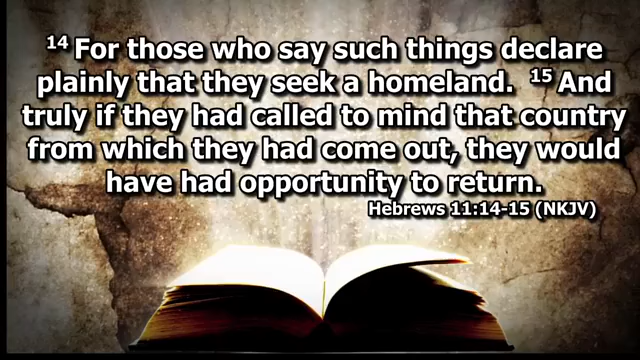 ¹⁴ For those who say such things declare
plainly that they seek a homeland. ¹⁵ And
truly if they had called to mind that country
from which they had come out, they would
have had opportunity to return.
Hebrews 11:14-15 (NKJV)